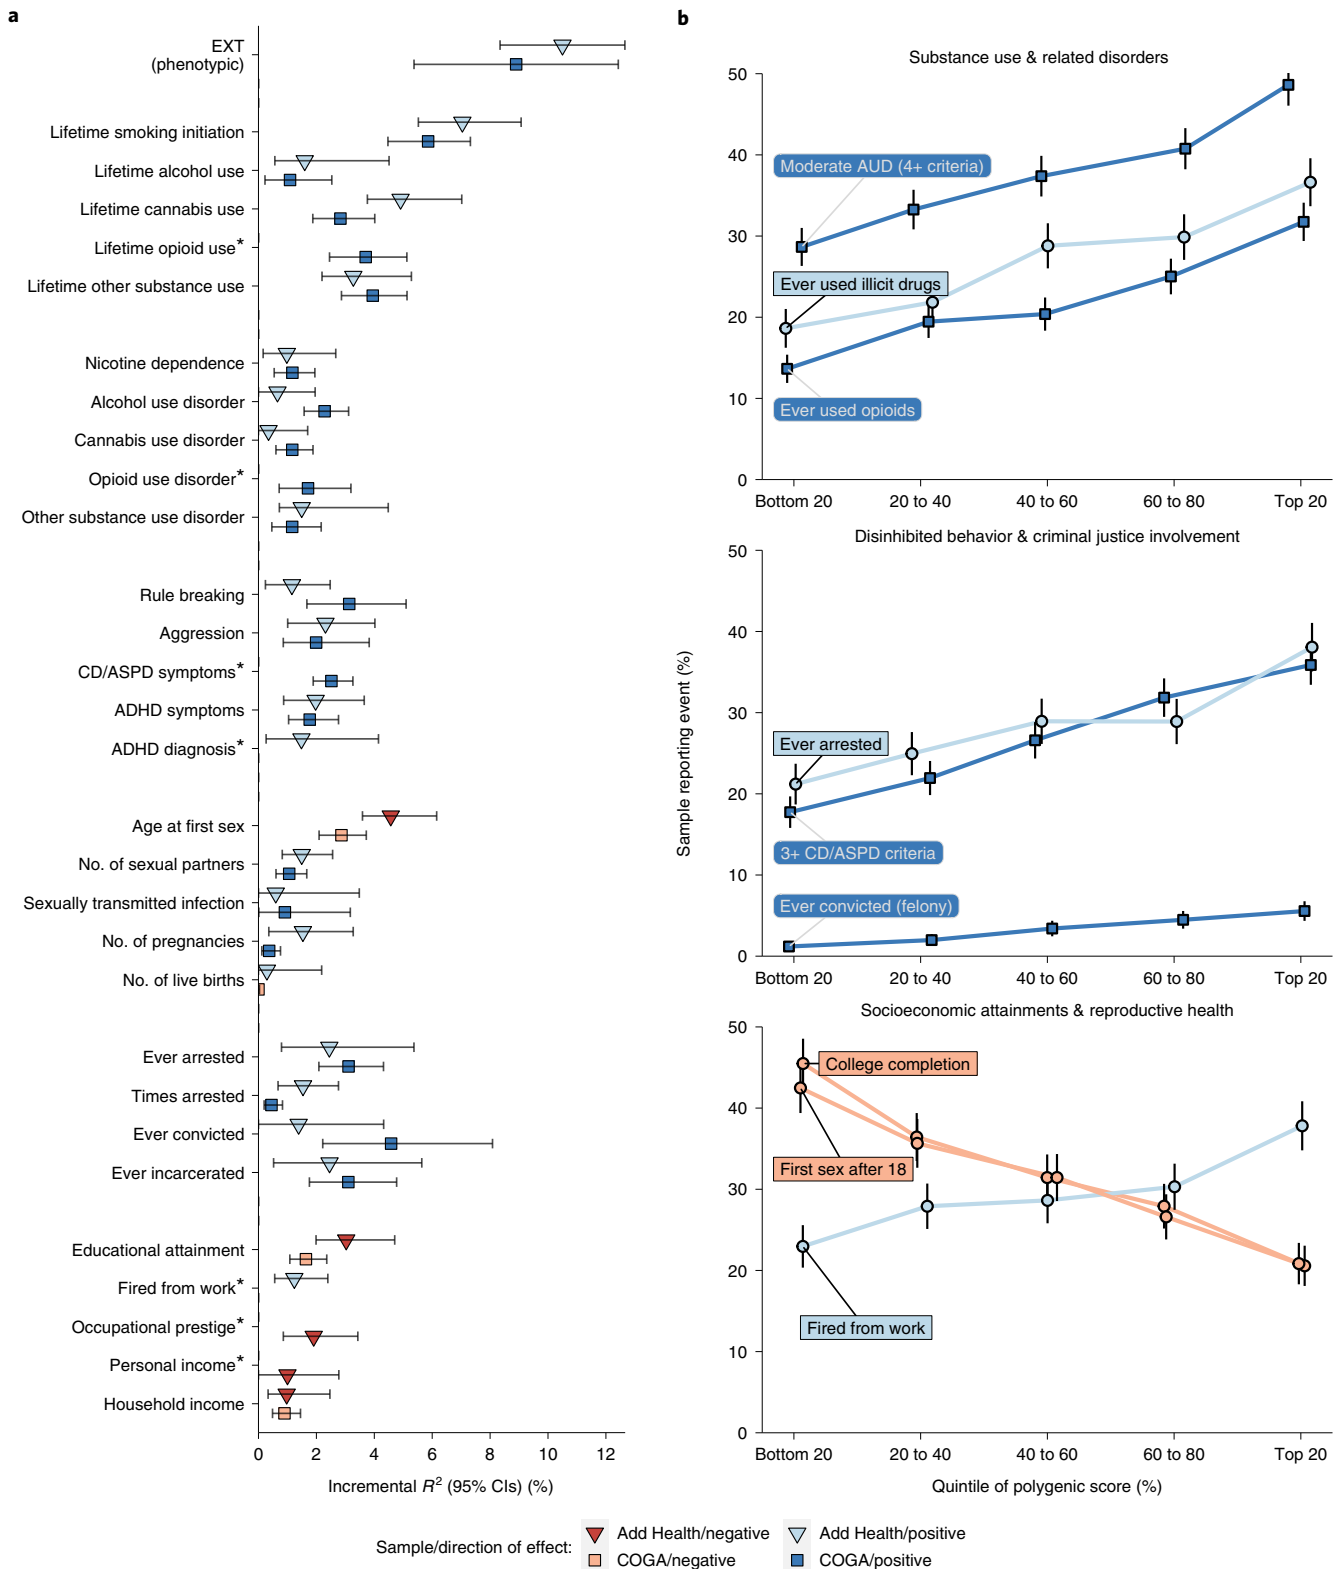 a
EXT
(phenotypic)
Lifetime smoking initiation
Lifetime alcohol use
Lifetime cannabis use
Lifetime opioid use*
Lifetime other substance use
Nicotine dependence
Alcohol use disorder
Cannabis use disorder
Opioid use disorder*
Other substance use disorder
Rule breaking
Aggression
CD/ASPD symptoms*
ADHD symptoms
ADHD diagnosis*
Age at first sex
No. of sexual partners
Sexually transmitted infection
No. of pregnancies
No. of live births
Ever arrested
Times arrested
Ever convicted
Ever incarcerated
Educational attainment
Fired from work*
Occupational prestige*
Personal income*
Household income
0 2 4 6 8 10 12
Incremental R² (95% CIs) (%)
b
Substance use & related disorders
50
40
30
20
10
0
Moderate AUD (4+ criteria)
Ever used illicit drugs
Ever used opioids
Bottom 20 20 to 40 40 to 60 60 to 80 Top 20
Disinhibited behavior & criminal justice involvement
Sample reporting event (%)
50
40
30
20
10
0
Ever arrested
3+ CD/ASPD criteria
Ever convicted (felony)
Bottom 20 20 to 40 40 to 60 60 to 80 Top 20
Socioeconomic attainments & reproductive health
50
40
30
20
10
0
College completion
First sex after 18
Fired from work
Bottom 20 20 to 40 40 to 60 60 to 80 Top 20
Quintile of polygenic score (%)
Sample/direction of effect:
Add Health/negative Add Health/positive
COGA/negative COGA/positive